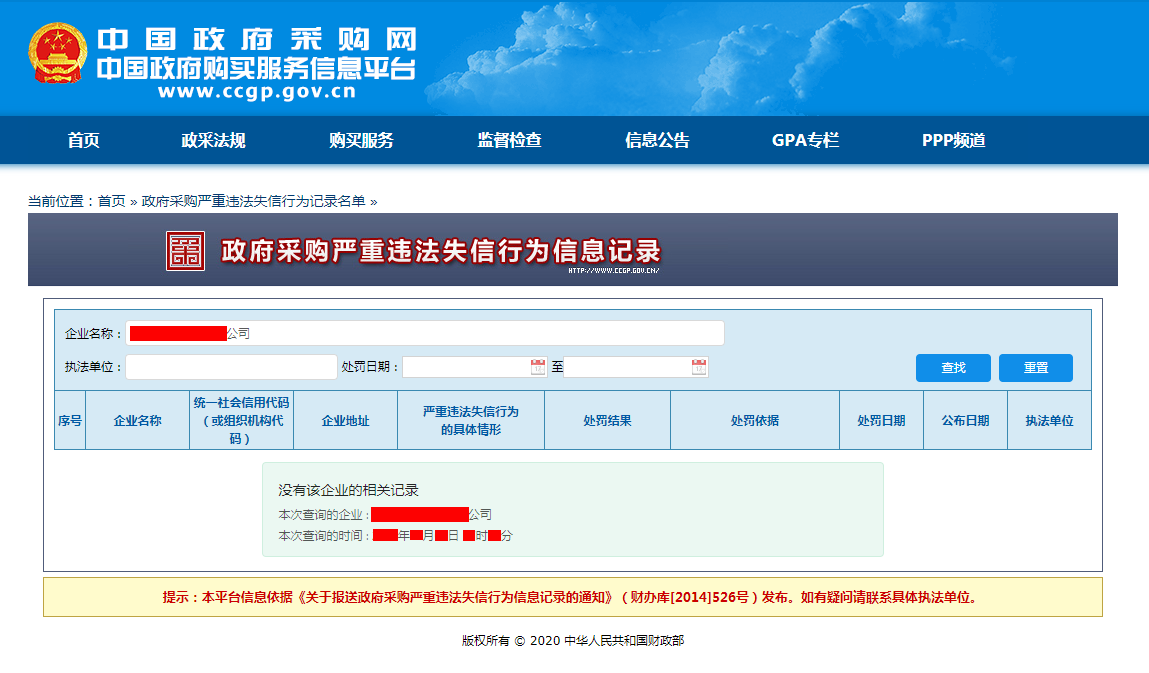 中国政府采购网
中国政府购买服务信息平台
www.ccgp.gov.cn
首页 政采法规 购买服务 监督检查 信息公告 GPA专栏 PPP频道
当前位置：首页 » 政府采购严重违法失信行为记录名单 »
政府采购严重违法失信行为信息记录
HTTP://WWW.CCGP.GOV.CN/
企业名称： 公司
执法单位： 处罚日期： 至 查找 重置
序号 企业名称 统一社会信用代码（或组织机构代码） 企业地址 严重违法失信行为的具体情形 处罚结果 处罚依据 处罚日期 公布日期 执法单位
没有该企业的相关记录
本次查询的企业：公司
本次查询的时间：年月日 时分
提示：本平台信息依据《关于报送政府采购严重违法失信行为信息记录的通知》（财办库[2014]526号）发布。如有疑问请联系具体执法单位。
版权所有 © 2020 中华人民共和国财政部